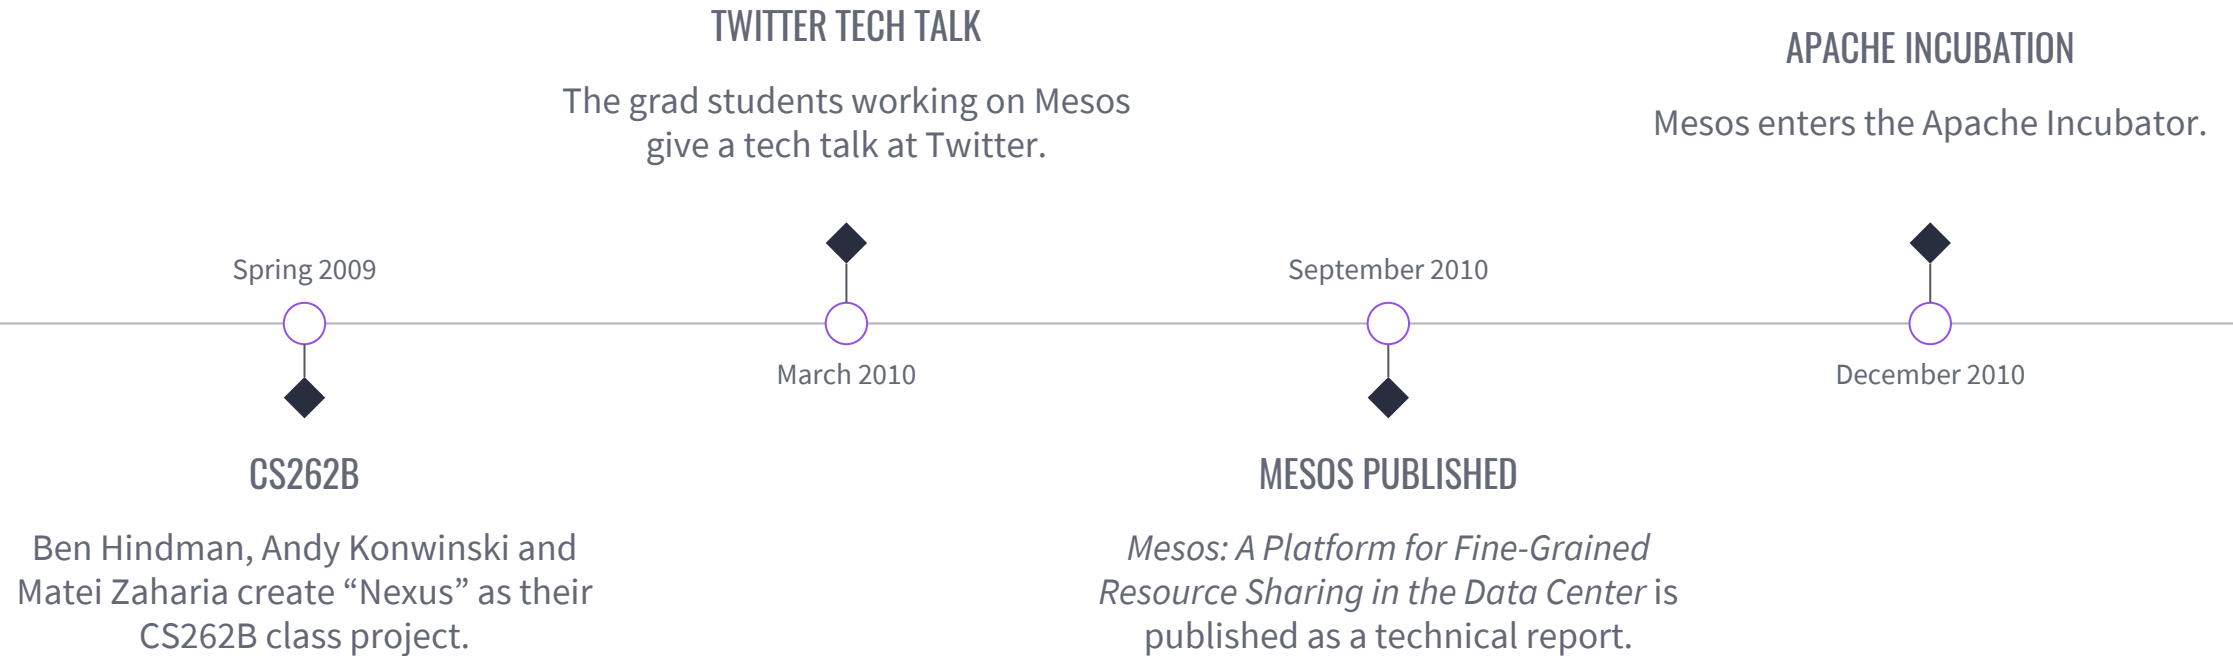 Spring 2009
CS262B
Ben Hindman, Andy Konwinski and
Matei Zaharia create “Nexus” as their
CS262B class project.
TWITTER TECH TALK
The grad students working on Mesos
give a tech talk at Twitter.
March 2010
September 2010
MESOS PUBLISHED
Mesos: A Platform for Fine-Grained
Resource Sharing in the Data Center is
published as a technical report.
APACHE INCUBATION
Mesos enters the Apache Incubator.
December 2010